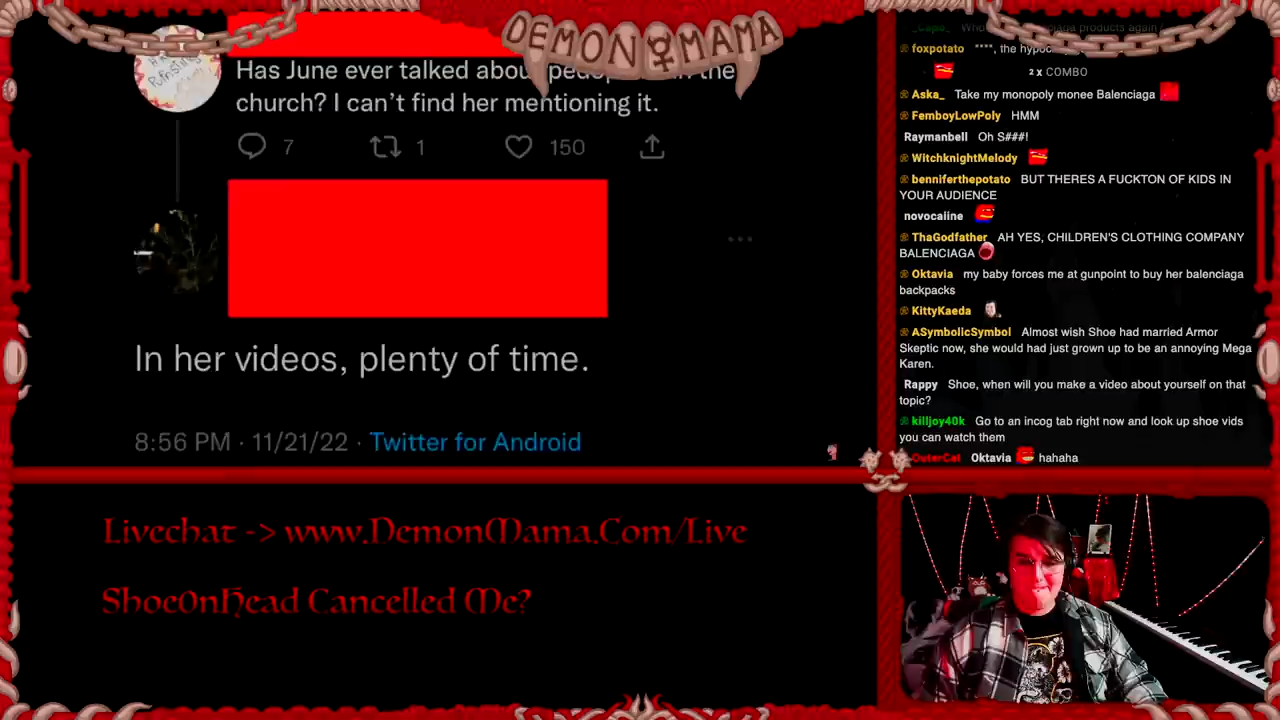 DEMON MAMA
Has June ever talked about the
church? I can't find her mentioning it.
7
1
150
In her videos, plenty of time.
8:56 PM · 11/21/22 · Twitter for Android
Livechat -> www.DemonMama.Com/Live
Shoe0nHead Cancelled Me?
products again
foxpotato ****, the
2 x COMBO
Aska_ Take my monopoly monee Balenciaga
FemboyLowPoly HMM
Raymanbell Oh S###!
WitchknightMelody
benniferthepotato BUT THERES A FUCKTON OF KIDS IN
YOUR AUDIENCE
novocaline
ThaGodfather AH YES, CHILDREN'S CLOTHING COMPANY
BALENCIAGA
Oktavia my baby forces me at gunpoint to buy her balenciaga
backpacks
KittyKaeda
ASymbolicSymbol Almost wish Shoe had married Armor
Skeptic now, she would had just grown up to be an annoying Mega
Karen.
Rappy Shoe, when will you make a video about yourself on that
topic?
killjoy40k Go to an incog tab right now and look up shoe vids
you can watch them
OuterCat Oktavia hahaha